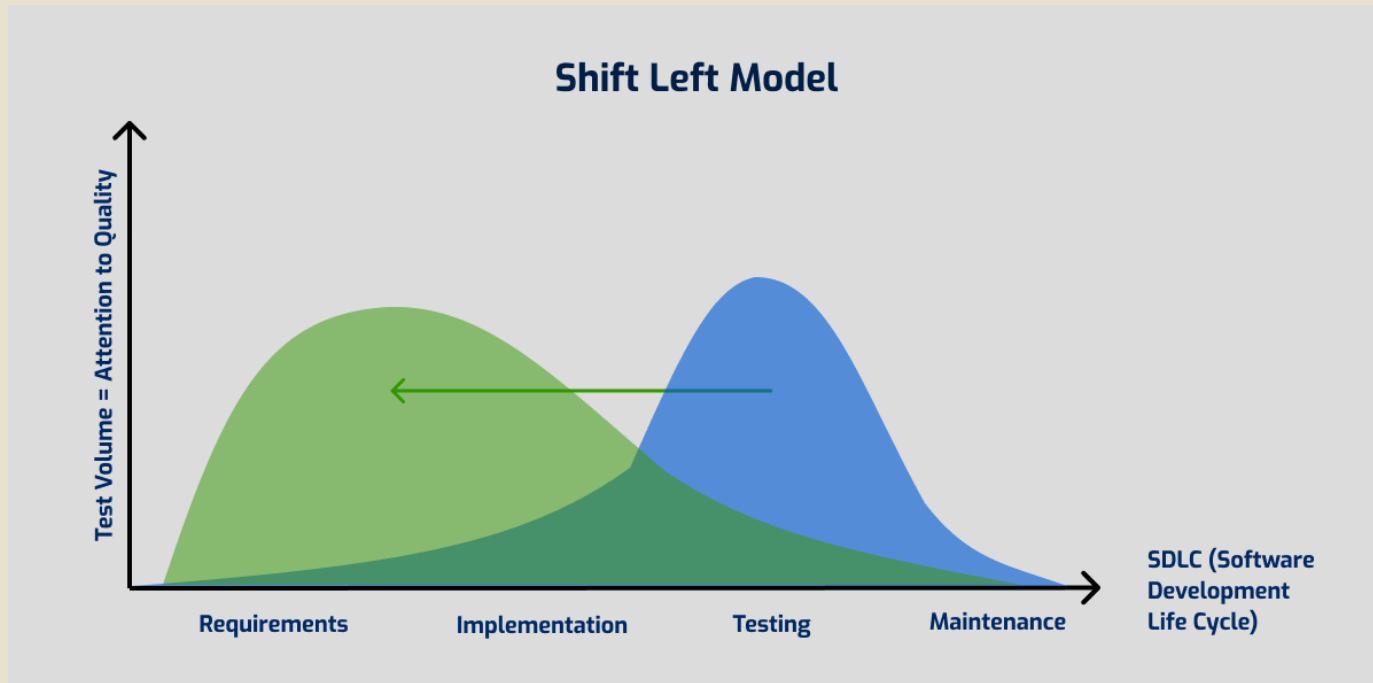 Shift Left Model
Test Volume = Attention to Quality
Requirements
Implementation
Testing
Maintenance
SDLC (Software
Development
Life Cycle)